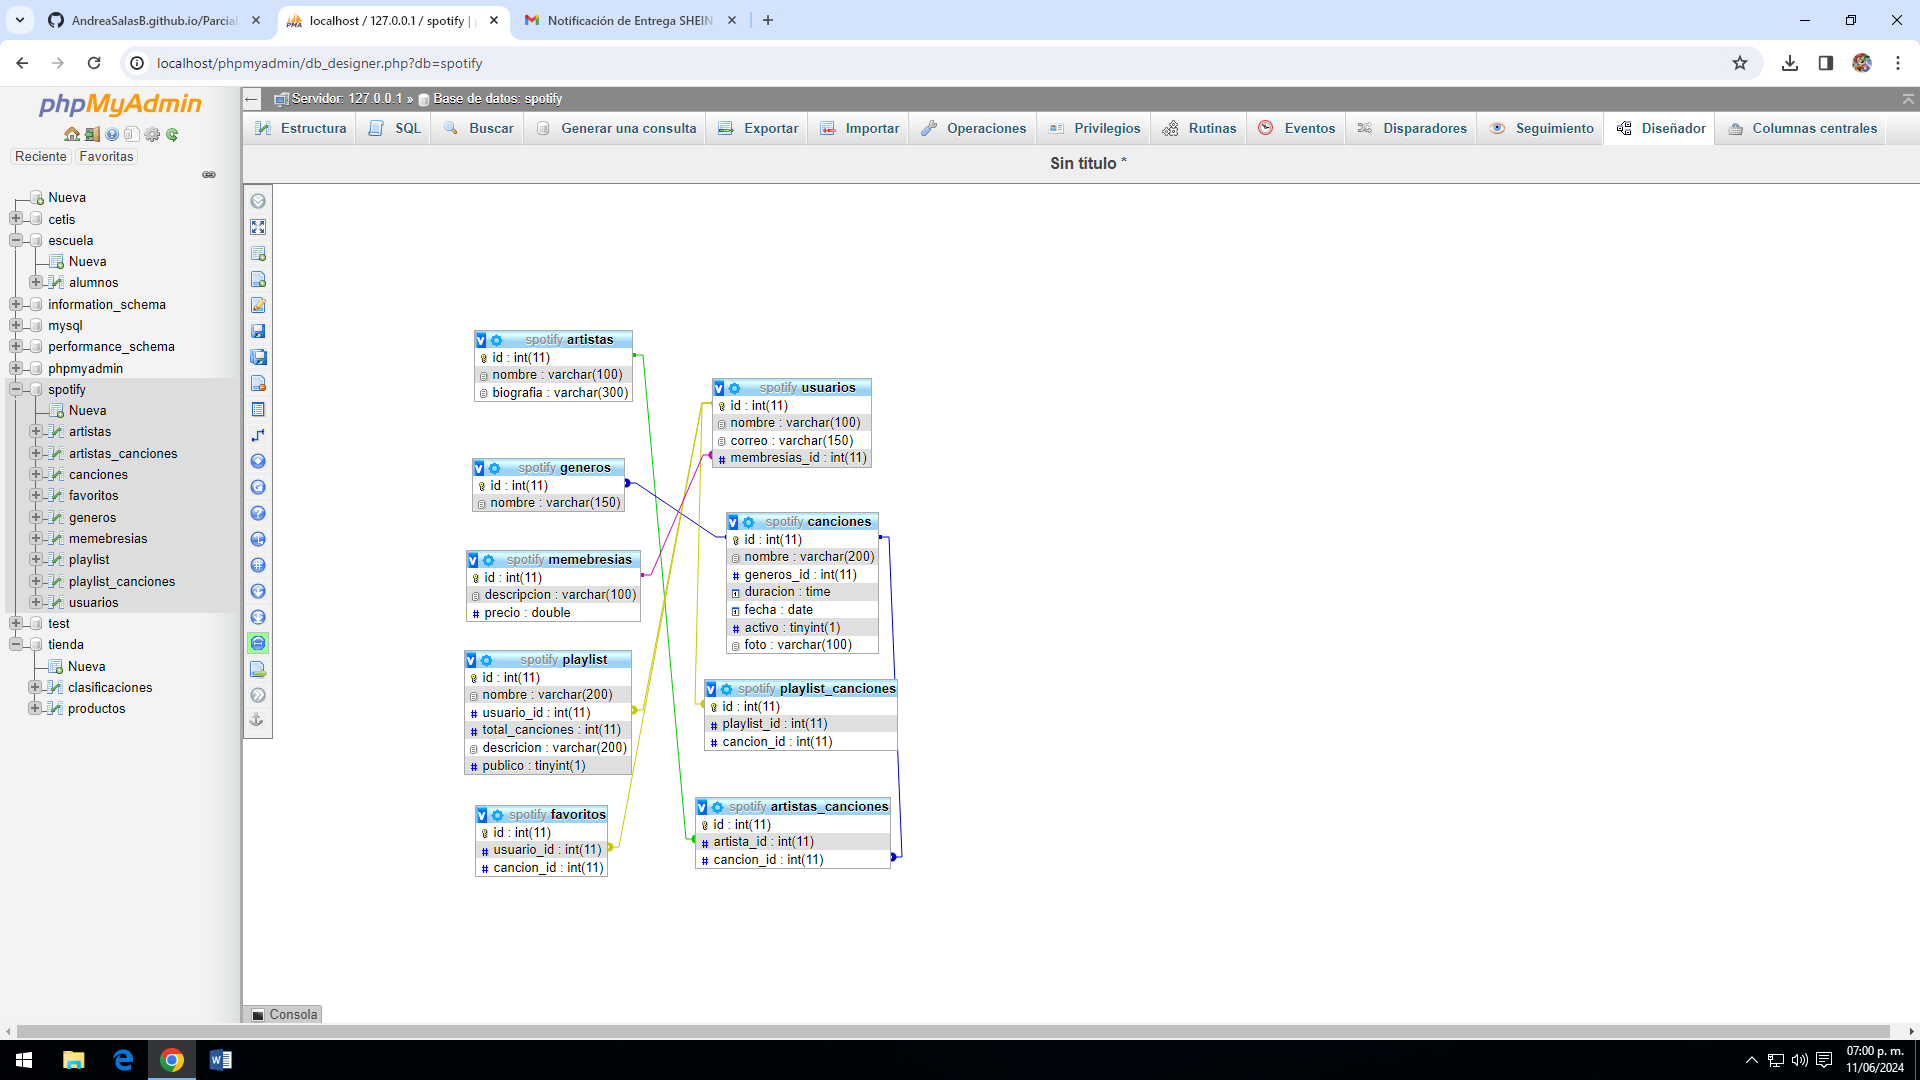 AndreaSalasB.github.io/Parcial
localhost / 127.0.0.1 / spotify |
Notificación de Entrega SHEIN
localhost/phpmyadmin/db_designer.php?db=spotify
phpMyAdmin
Reciente
Favoritas
Nueva
cetis
escuela
Nueva
alumnos
information_schema
mysql
performance_schema
phpmyadmin
spotify
Nueva
artistas
artistas_canciones
canciones
favoritos
generos
memebresias
playlist
playlist_canciones
usuarios
test
tienda
Nueva
clasificaciones
productos
Servidor: 127.0.0.1 » Base de datos: spotify
Estructura
SQL
Buscar
Generar una consulta
Exportar
Importar
Operaciones
Privilegios
Rutinas
Eventos
Disparadores
Seguimiento
Diseñador
Columnas centrales
Sin título *
spotify artistas
id : int(11)
nombre : varchar(100)
biografia : varchar(300)
spotify usuarios
id : int(11)
nombre : varchar(100)
correo : varchar(150)
membresias_id : int(11)
spotify generos
id : int(11)
nombre : varchar(150)
spotify canciones
id : int(11)
nombre : varchar(200)
generos_id : int(11)
duracion : time
fecha : date
activo : tinyint(1)
foto : varchar(100)
spotify memebresias
id : int(11)
descripcion : varchar(100)
precio : double
spotify playlist
id : int(11)
nombre : varchar(200)
usuario_id : int(11)
total_canciones : int(11)
descricion : varchar(200)
publico : tinyint(1)
spotify playlist_canciones
id : int(11)
playlist_id : int(11)
cancion_id : int(11)
spotify favoritos
id : int(11)
usuario_id : int(11)
cancion_id : int(11)
spotify artistas_canciones
id : int(11)
artista_id : int(11)
cancion_id : int(11)
Consola
07:00 p. m.
11/06/2024